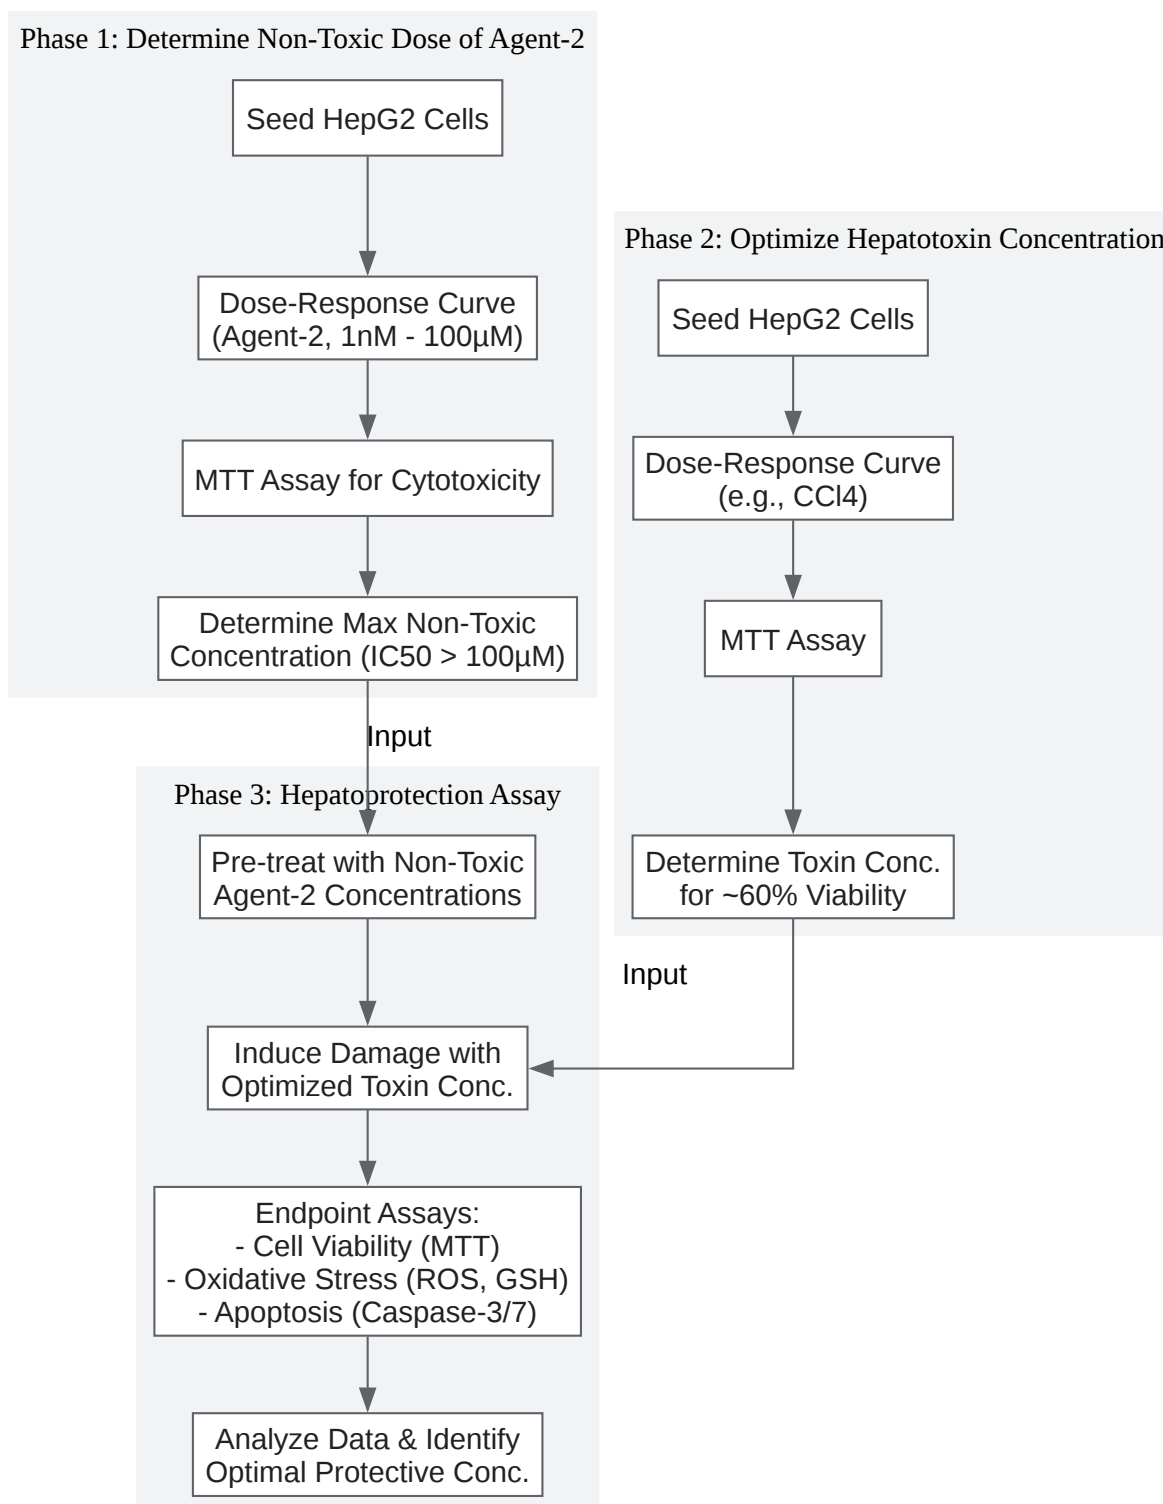 Phase 1: Determine Non-Toxic Dose of Agent-2
Seed HepG2 Cells
Dose-Response Curve
(Agent-2, 1nM - 100µM)
MTT Assay for Cytotoxicity
Determine Max Non-Toxic
Concentration (IC50 > 100µM)
Input
Phase 2: Optimize Hepatotoxin Concentration
Seed HepG2 Cells
Dose-Response Curve
(e.g., CCl4)
MTT Assay
Determine Toxin Conc.
for ~60% Viability
Input
Phase 3: Hepatoprotection Assay
Pre-treat with Non-Toxic
Agent-2 Concentrations
Induce Damage with
Optimized Toxin Conc.
Endpoint Assays:
- Cell Viability (MTT)
- Oxidative Stress (ROS, GSH)
- Apoptosis (Caspase-3/7)
Analyze Data & Identify
Optimal Protective Conc.